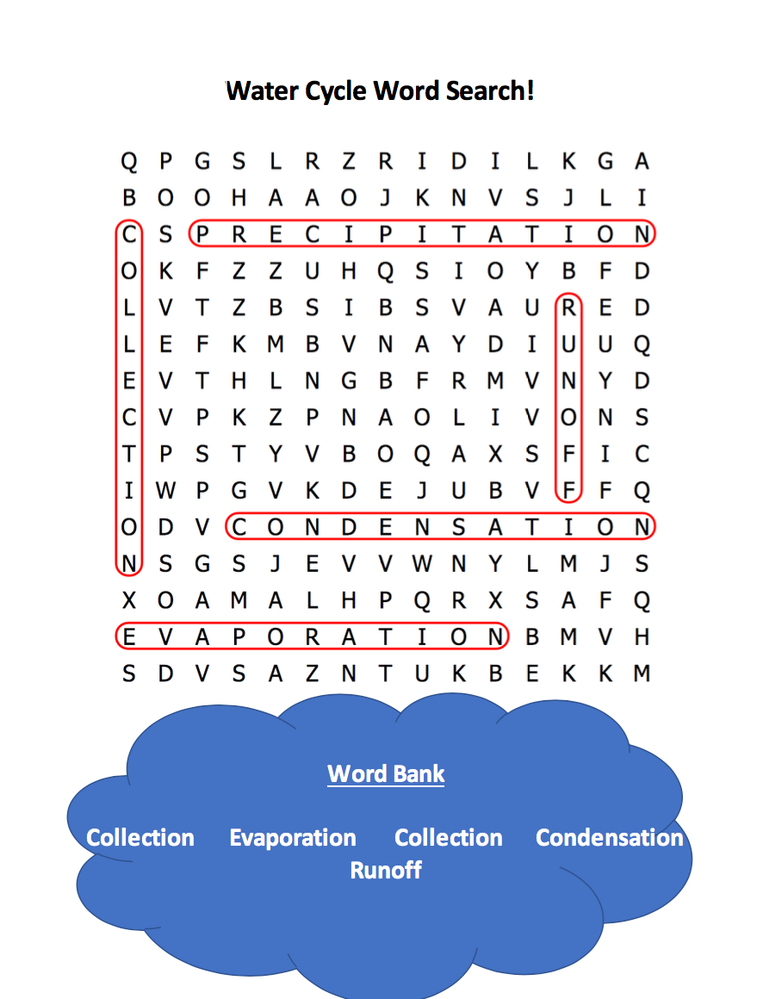 Water Cycle Word Search!
Q P G S L R Z R I D I L K G A
B O O H A A O J K N V S J L I
C S P R E C I P I T A T I O N
O K F Z Z U H Q S I O Y B F D
L V T Z B S I B S V A U R E D
L E F K M B V N A Y D I U U Q
E V T H L N G B F R M V N Y D
C V P K Z P N A O L I V O N S
T P S T Y V B O Q A X S F I C
I W P G V K D E J U B V F F Q
O D V C O N D E N S A T I O N
N S G S J E V V W N Y L M J S
X O A M A L H P Q R X S A F Q
E V A P O R A T I O N B M V H
S D V S A Z N T U K B E K K M
Word Bank
Collection Evaporation Collection Condensation
Runoff